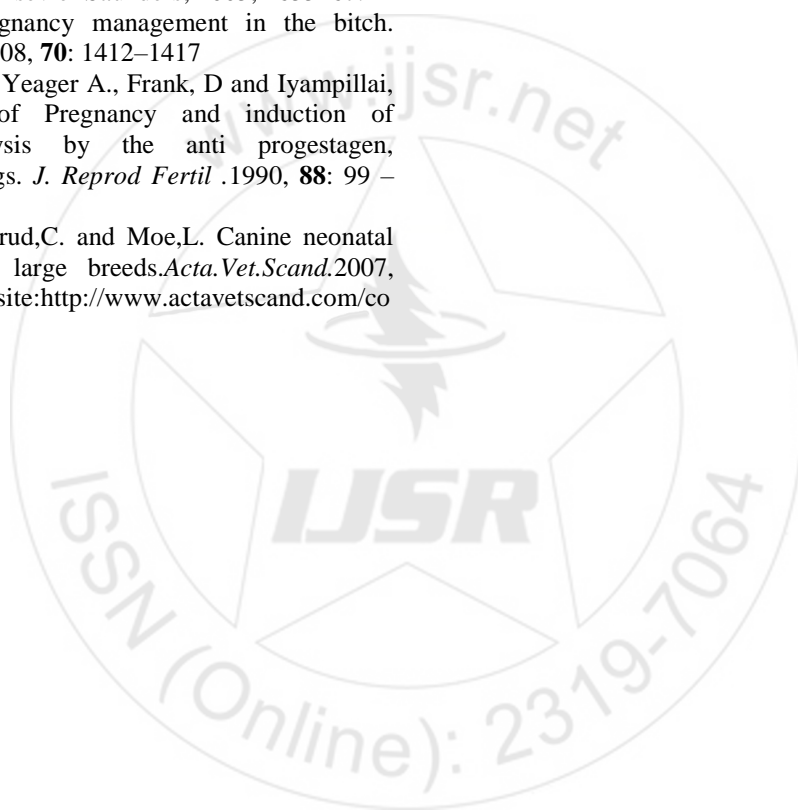 gnancy management in the bitch.
08, 70: 1412–1417
Yeager A., Frank, D and Iyampillai,
of Pregnancy and induction of
ysis by the anti progestagen,
gs. J. Reprod Fertil .1990, 88: 99 –
rud,C. and Moe,L. Canine neonatal
large breeds.Acta.Vet.Scand.2007,
site:http://www.actavetscand.com/co
www.ijsr.net
IJSR
ISSN (Online): 2319-7064